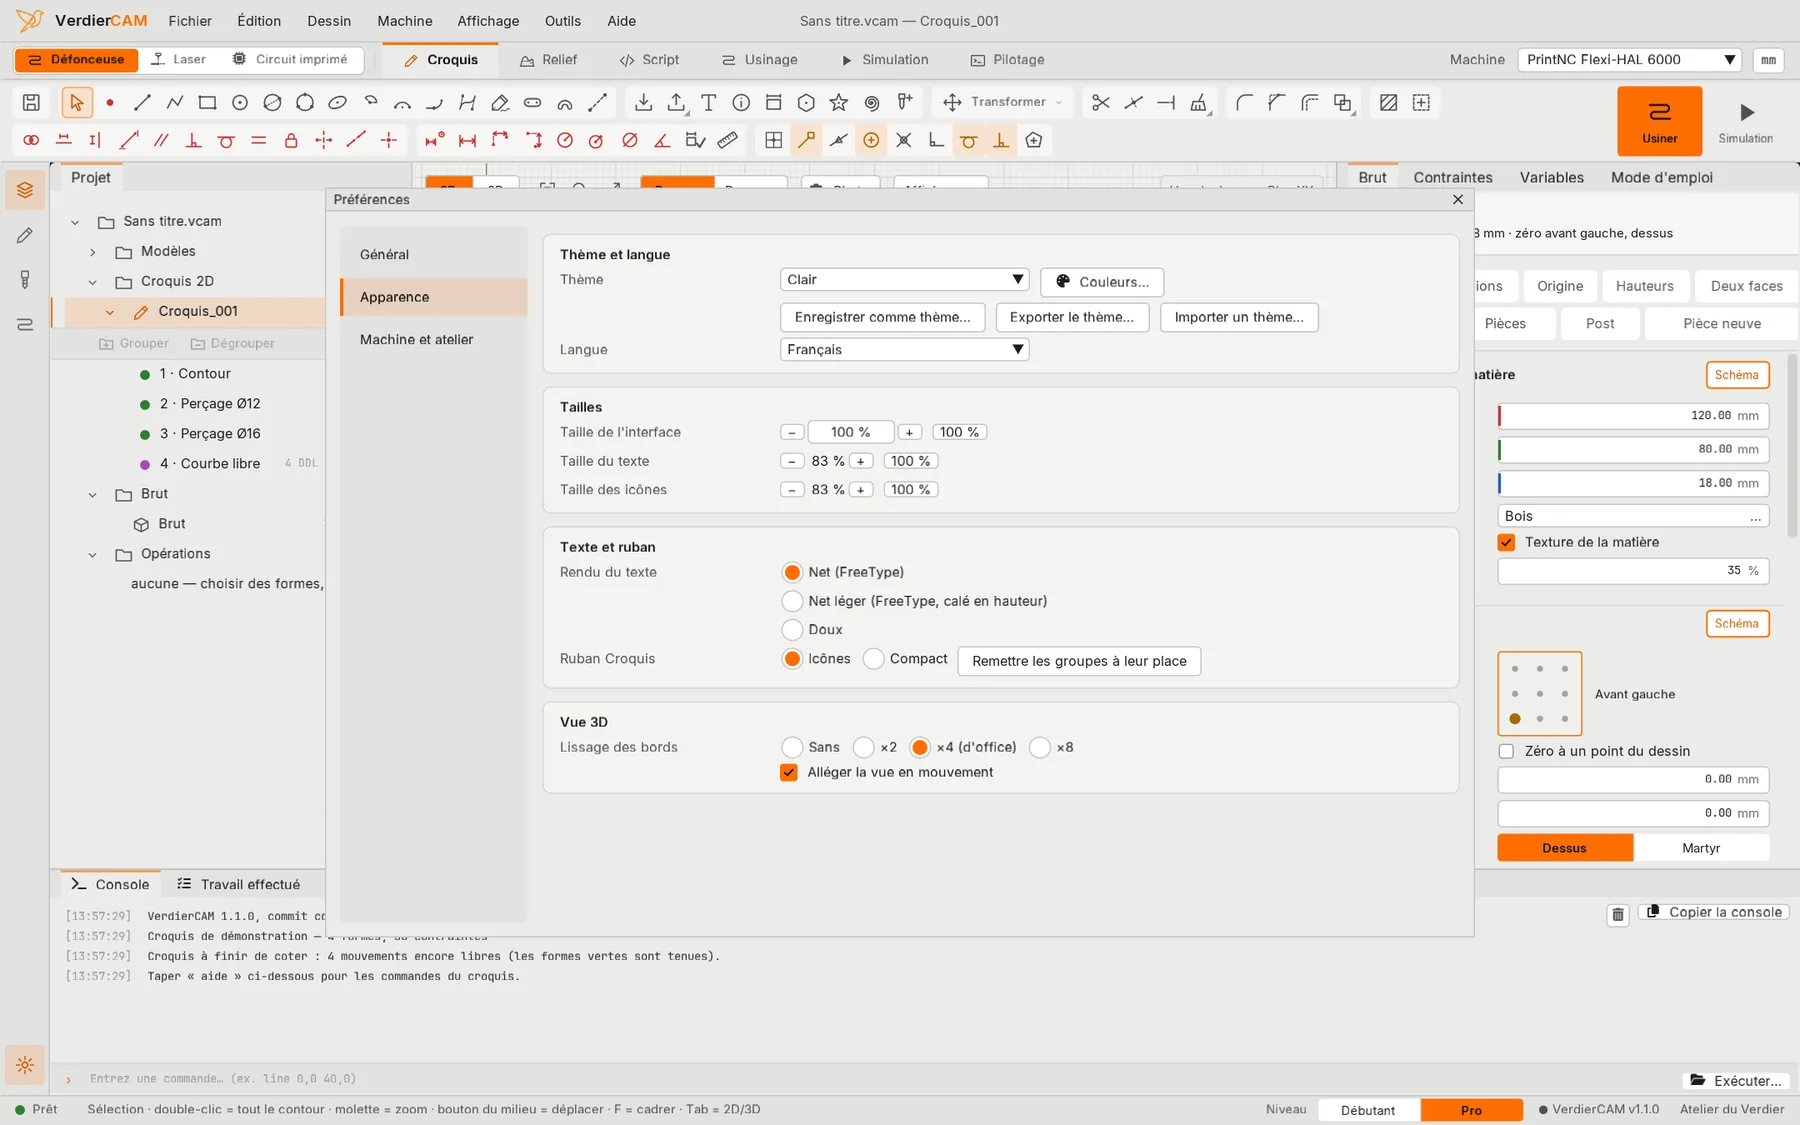 VerdierCAM Fichier Édition Dessin Machine Affichage Outils Aide Sans titre.vcam — Croquis_001
Défonceuse Laser Circuit imprimé Croquis Relief Script Usinage Simulation Pilotage Machine PrintNC Flexi-HAL 6000 mm
Transformer
Usiner Simulation
Projet
Brut Contraintes Variables Mode d'emploi
Préférences
Sans titre.vcam
Modèles
Croquis 2D
Croquis_001
Grouper Dégrouper
1 · Contour
2 · Perçage Ø12
3 · Perçage Ø16
4 · Courbe libre 4 DDL
Brut
Brut
Opérations
aucune — choisir des formes,
Général
Apparence
Machine et atelier
Thème et langue
Thème Clair Couleurs...
Enregistrer comme thème... Exporter le thème... Importer un thème...
Langue Français
Tailles
Taille de l'interface − 100 % + 100 %
Taille du texte − 83 % + 100 %
Taille des icônes − 83 % + 100 %
Texte et ruban
Rendu du texte Net (FreeType)
Net léger (FreeType, calé en hauteur)
Doux
Ruban Croquis Icônes Compact Remettre les groupes à leur place
Vue 3D
Lissage des bords Sans ×2 ×4 (d'office) ×8
Alléger la vue en mouvement
mm · zéro avant gauche, dessus
Origine Hauteurs Deux faces
Pièces Post Pièce neuve
Schéma
120.00 mm
80.00 mm
18.00 mm
Bois ...
Texture de la matière
35 %
Schéma
Avant gauche
Zéro à un point du dessin
0.00 mm
0.00 mm
Dessus Martyr
Console Travail effectué
Copier la console
[13:57:29] VerdierCAM 1.1.0, commit
[13:57:29] Croquis de démonstration —
[13:57:29] Croquis à finir de coter : 4 mouvements encore libres (les formes vertes sont tenues).
[13:57:29] Taper « aide » ci-dessous pour les commandes du croquis.
› Entrez une commande… (ex. line 0,0 40,0)
Exécuter...
Prêt Sélection · double-clic = tout le contour · molette = zoom · bouton du milieu = déplacer · F = cadrer · Tab = 2D/3D Niveau Débutant Pro VerdierCAM v1.1.0 Atelier du Verdier